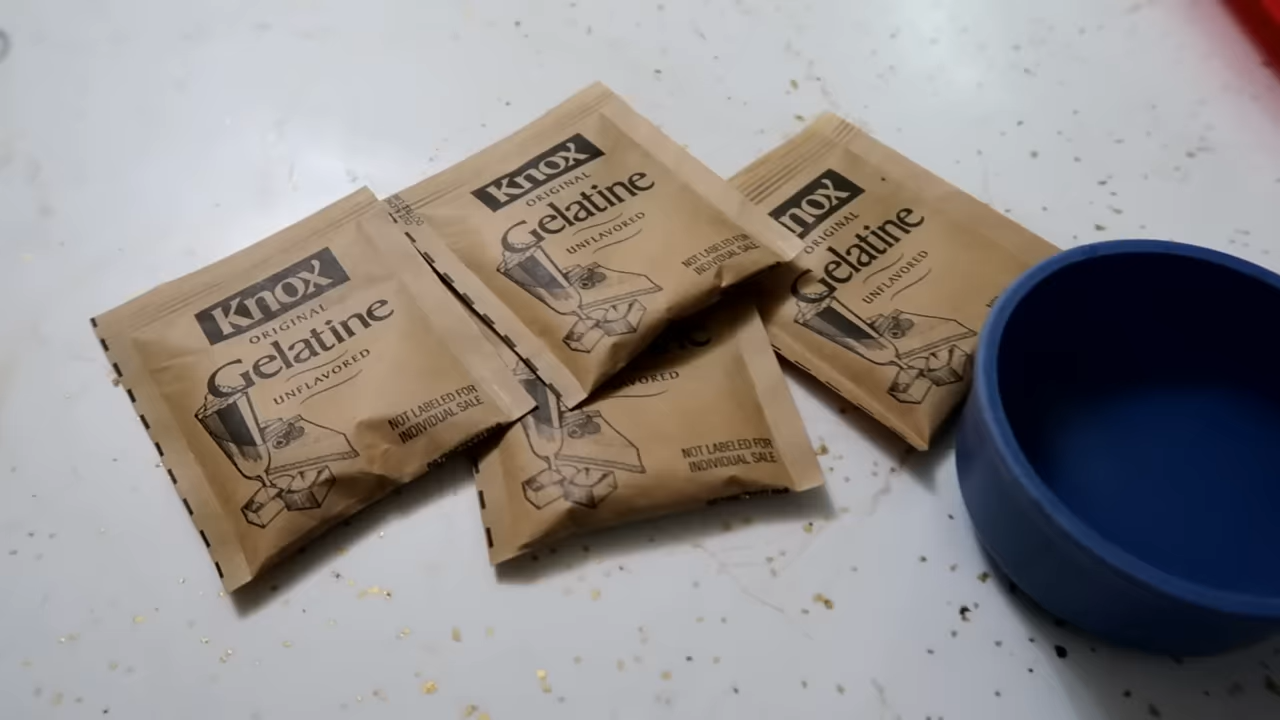 Knox
ORIGINAL
Gelatine
UNFLAVORED
NOT LABELED FOR
INDIVIDUAL SALE
Knox
ORIGINAL
Gelatine
UNFLAVORED
NOT LABELED FOR
INDIVIDUAL SALE
nox
ORIGINAL
Gelatine
UNFLAVORED
NOT LABELED FOR
INDIVIDUAL SALE